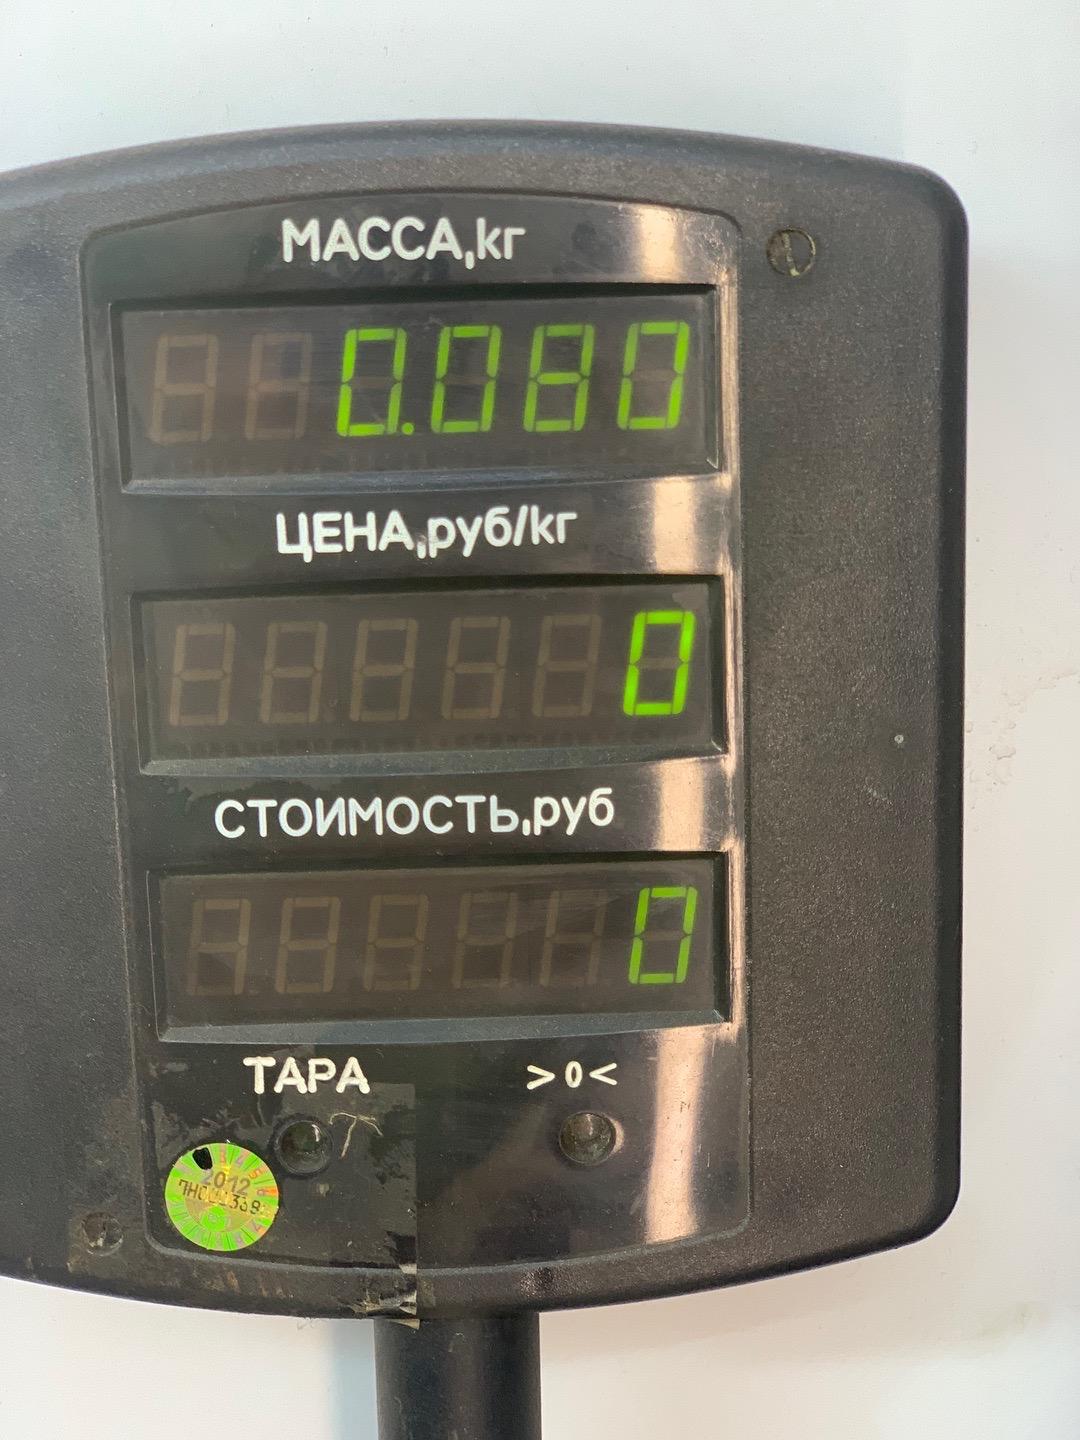 МАССА,кг
0.080
ЦЕНА,руб/кг
0
СТОИМОСТЬ,руб
0
ТАРА >0<
2012